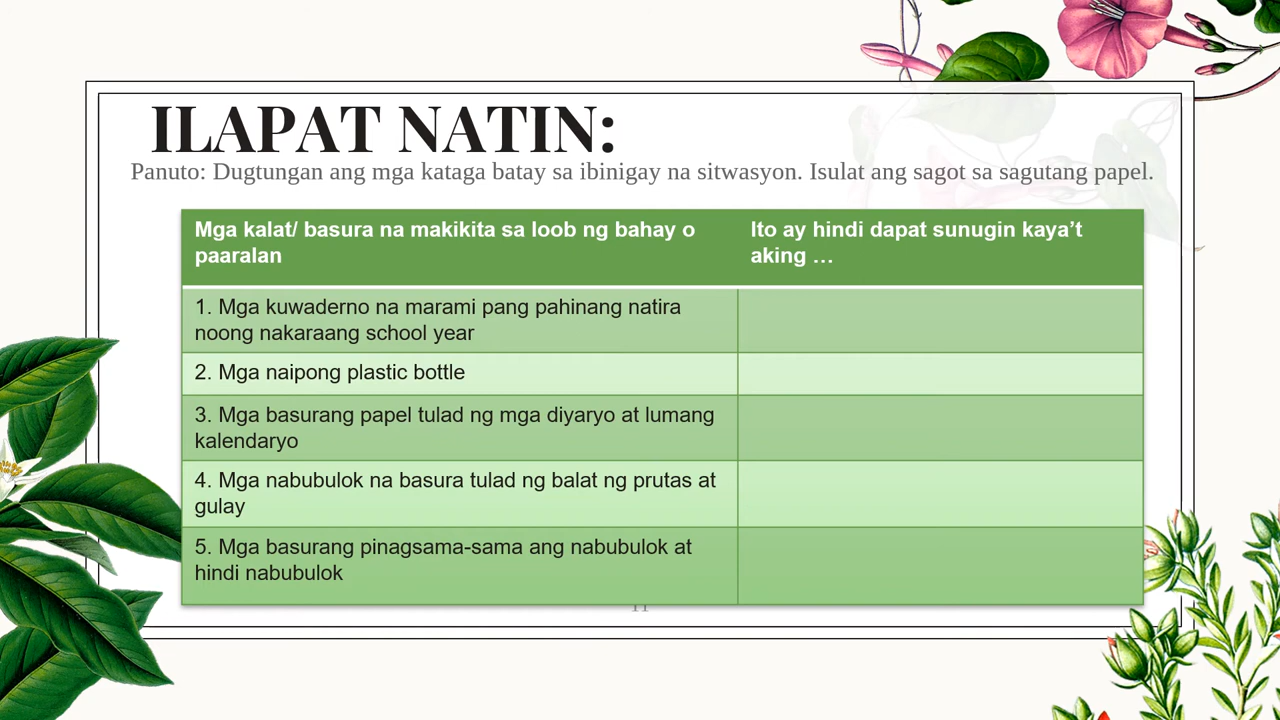 ILAPAT NATIN:
Panuto: Dugtungan ang mga kataga batay sa ibinigay na sitwasyon. Isulat ang sagot sa sagutang papel.
Mga kalat/ basura na makikita sa loob ng bahay o
paaralan
Ito ay hindi dapat sunugin kaya’t
aking …
1. Mga kuwaderno na marami pang pahinang natira
noong nakaraang school year
2. Mga naipong plastic bottle
3. Mga basurang papel tulad ng mga diyaryo at lumang
kalendaryo
4. Mga nabubulok na basura tulad ng balat ng prutas at
gulay
5. Mga basurang pinagsama-sama ang nabubulok at
hindi nabubulok